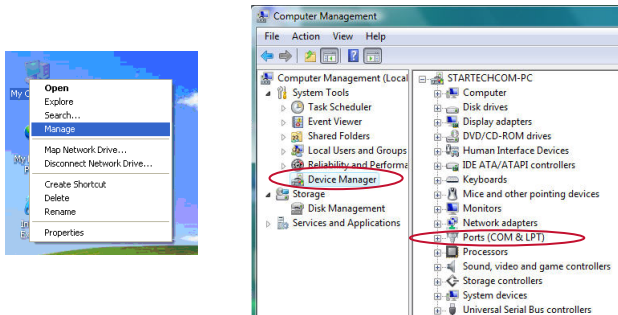 My C
Open
Explore
Search...
Manage
Map Network Drive...
Disconnect Network Drive...
Create Shortcut
Delete
Rename
Properties
Computer Management
File Action View Help
Computer Management (Local
System Tools
Task Scheduler
Event Viewer
Shared Folders
Local Users and Groups
Reliability and Performa
Device Manager
Storage
Disk Management
Services and Applications
STARTECHCOM-PC
Computer
Disk drives
Display adapters
DVD/CD-ROM drives
Human Interface Devices
IDE ATA/ATAPI controllers
Keyboards
Mice and other pointing devices
Monitors
Network adapters
Ports (COM & LPT)
Processors
Sound, video and game controllers
Storage controllers
System devices
Universal Serial Bus controllers